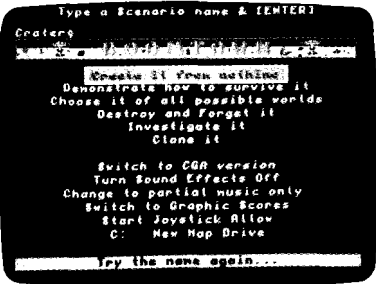 Type a Scenario name & [ENTER]
Craters
Create it from nothing
Demonstrate how to survive it
Choose it of all possible worlds
Destroy and Forget it
Investigate it
Clone it
Switch to CGA version
Turn Sound Effects Off
Change to partial music only
Switch to Graphic Scores
Start Joystick Allow
C: New Map Drive
Try the name again...